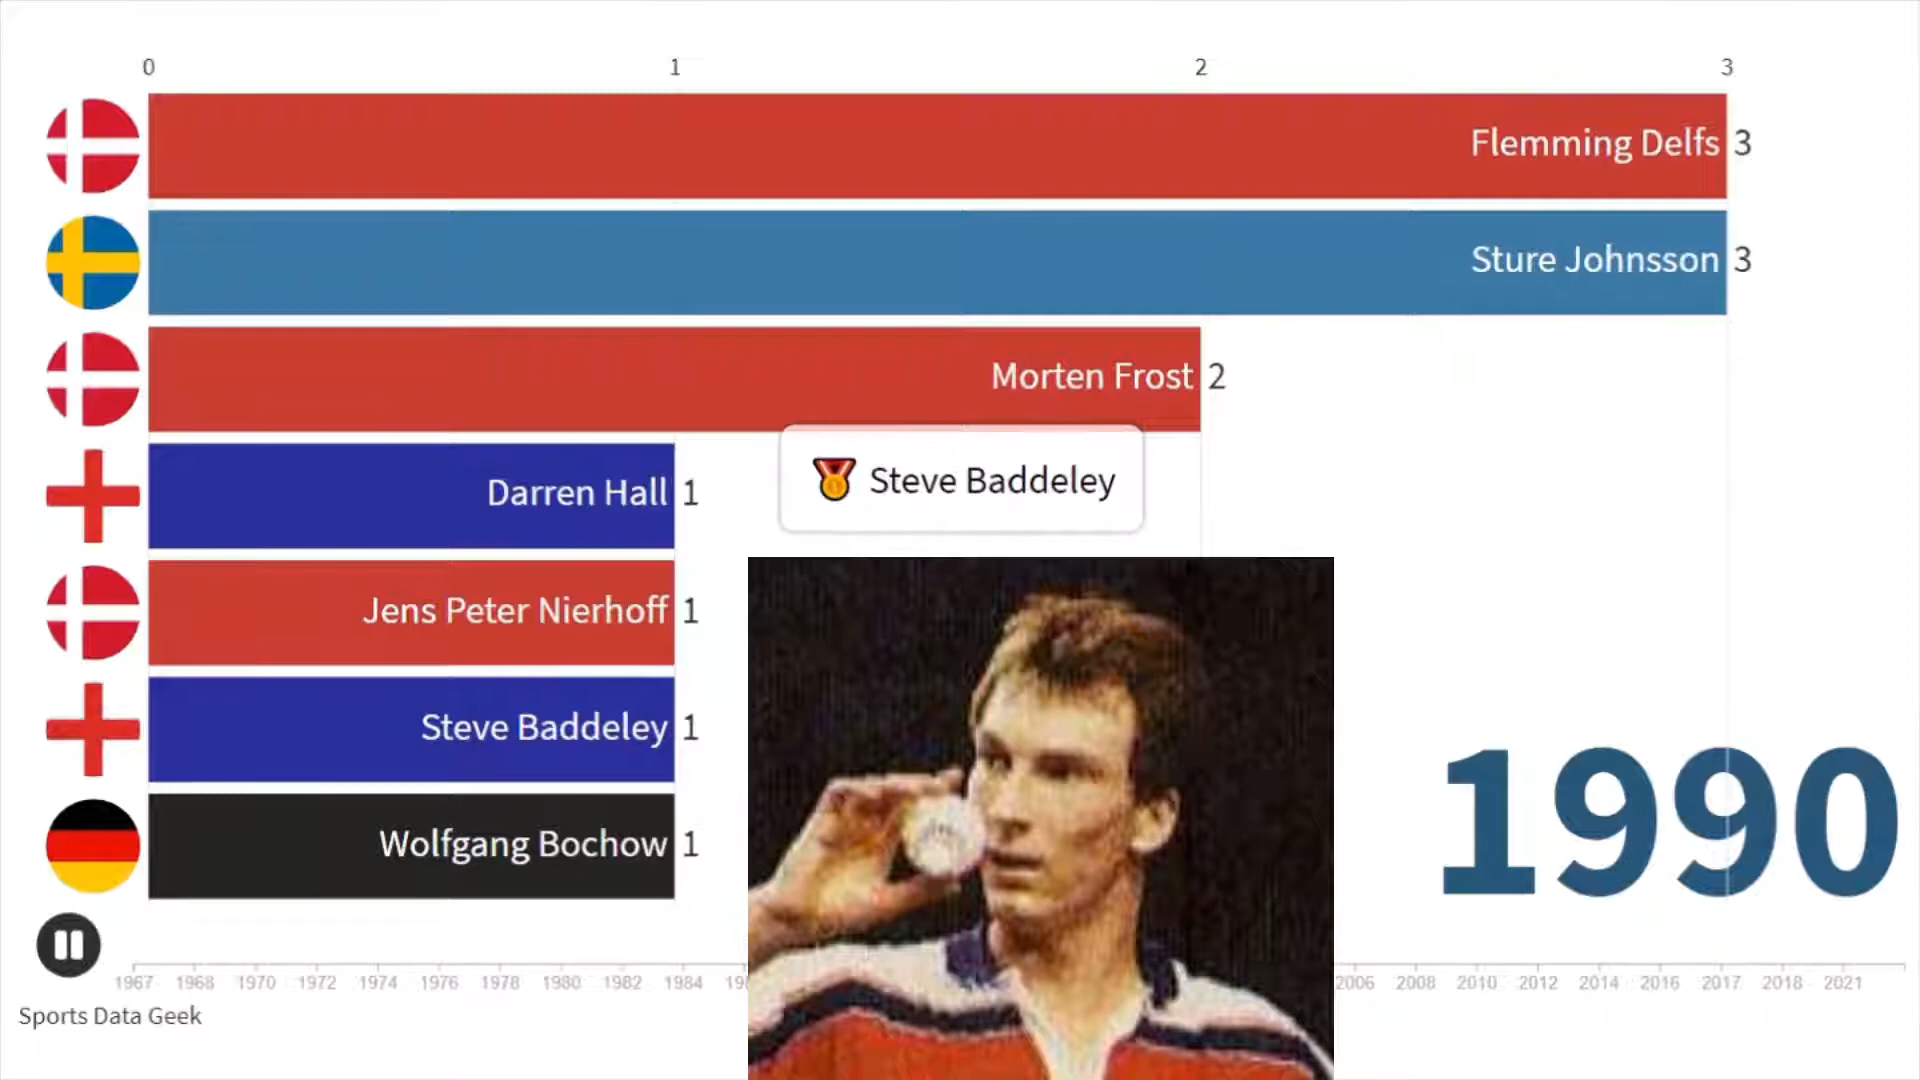 0 1 2 3
Flemming Delfs 3
Sture Johnsson 3
Morten Frost 2
Steve Baddeley
Darren Hall 1
Jens Peter Nierhoff 1
Steve Baddeley 1
Wolfgang Bochow 1
1990
1967 1968 1970 1972 1974 1976 1978 1980 1982 1984 2006 2008 2010 2012 2014 2016 2017 2018 2021
Sports Data Geek